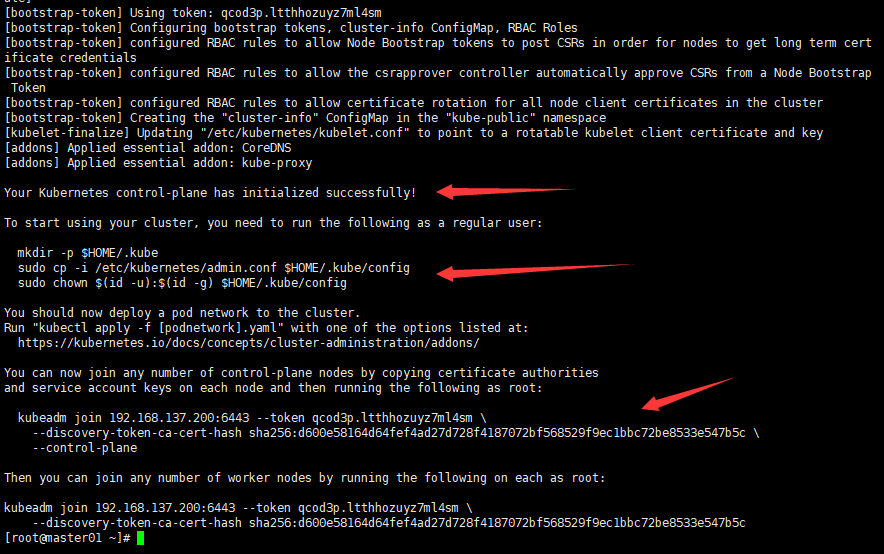 ate]
[bootstrap-token] Using token: qcod3p.ltthhozuyz7ml4sm
[bootstrap-token] Configuring bootstrap tokens, cluster-info ConfigMap, RBAC Roles
[bootstrap-token] configured RBAC rules to allow Node Bootstrap tokens to post CSRs in order for nodes to get long term cert
ificate credentials
[bootstrap-token] configured RBAC rules to allow the csrapprover controller automatically approve CSRs from a Node Bootstrap
 Token
[bootstrap-token] configured RBAC rules to allow certificate rotation for all node client certificates in the cluster
[bootstrap-token] Creating the "cluster-info" ConfigMap in the "kube-public" namespace
[kubelet-finalize] Updating "/etc/kubernetes/kubelet.conf" to point to a rotatable kubelet client certificate and key
[addons] Applied essential addon: CoreDNS
[addons] Applied essential addon: kube-proxy

Your Kubernetes control-plane has initialized successfully!

To start using your cluster, you need to run the following as a regular user:

  mkdir -p $HOME/.kube
  sudo cp -i /etc/kubernetes/admin.conf $HOME/.kube/config
  sudo chown $(id -u):$(id -g) $HOME/.kube/config

You should now deploy a pod network to the cluster.
Run "kubectl apply -f [podnetwork].yaml" with one of the options listed at:
  https://kubernetes.io/docs/concepts/cluster-administration/addons/

You can now join any number of control-plane nodes by copying certificate authorities
and service account keys on each node and then running the following as root:

  kubeadm join 192.168.137.200:6443 --token qcod3p.ltthhozuyz7ml4sm \
    --discovery-token-ca-cert-hash sha256:d600e58164d64fef4ad27d728f4187072bf568529f9ec1bbc72be8533e547b5c \
    --control-plane

Then you can join any number of worker nodes by running the following on each as root:

kubeadm join 192.168.137.200:6443 --token qcod3p.ltthhozuyz7ml4sm \
    --discovery-token-ca-cert-hash sha256:d600e58164d64fef4ad27d728f4187072bf568529f9ec1bbc72be8533e547b5c
[root@master01 ~]#